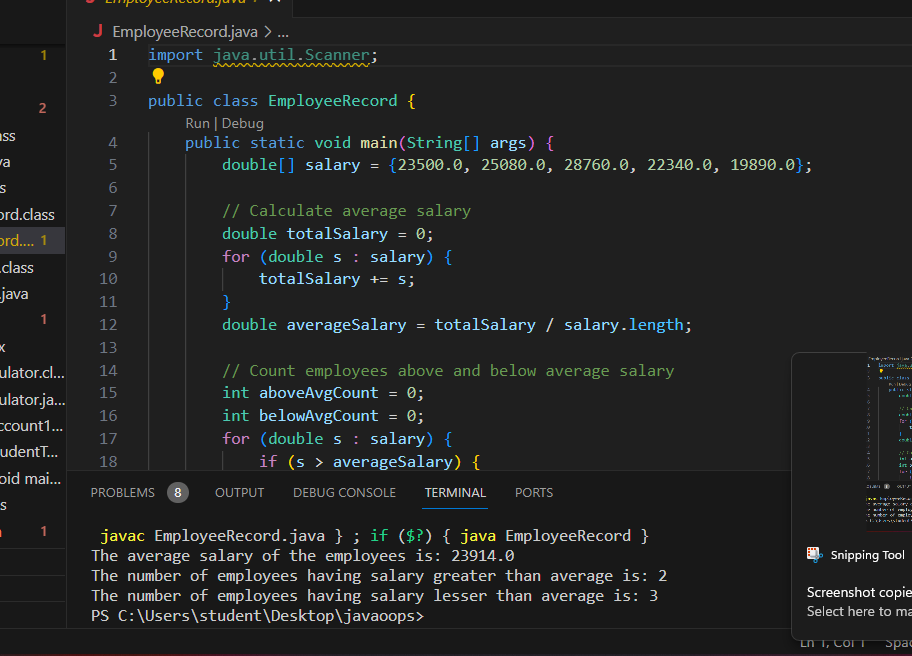 EmployeeRecord.java
EmployeeRecord.java > ...
1 import java.util.Scanner;
2
3 public class EmployeeRecord {
Run | Debug
4 public static void main(String[] args) {
5 double[] salary = {23500.0, 25080.0, 28760.0, 22340.0, 19890.0};
6
7 // Calculate average salary
8 double totalSalary = 0;
9 for (double s : salary) {
10 totalSalary += s;
11 }
12 double averageSalary = totalSalary / salary.length;
13
14 // Count employees above and below average salary
15 int aboveAvgCount = 0;
16 int belowAvgCount = 0;
17 for (double s : salary) {
18 if (s > averageSalary) {
1
2
ass
va
s
ord.class
ord.... 1
.class
.java
1
x
ulator.cl...
ulator.ja...
ccount1...
udentT...
oid mai...
s
1
PROBLEMS 8 OUTPUT DEBUG CONSOLE TERMINAL PORTS
javac EmployeeRecord.java } ; if ($?) { java EmployeeRecord }
The average salary of the employees is: 23914.0
The number of employees having salary greater than average is: 2
The number of employees having salary lesser than average is: 3
PS C:\Users\student\Desktop\javaoops>
Snipping Tool
Screenshot copie
Select here to ma
Ln 1, Col 1 Spac